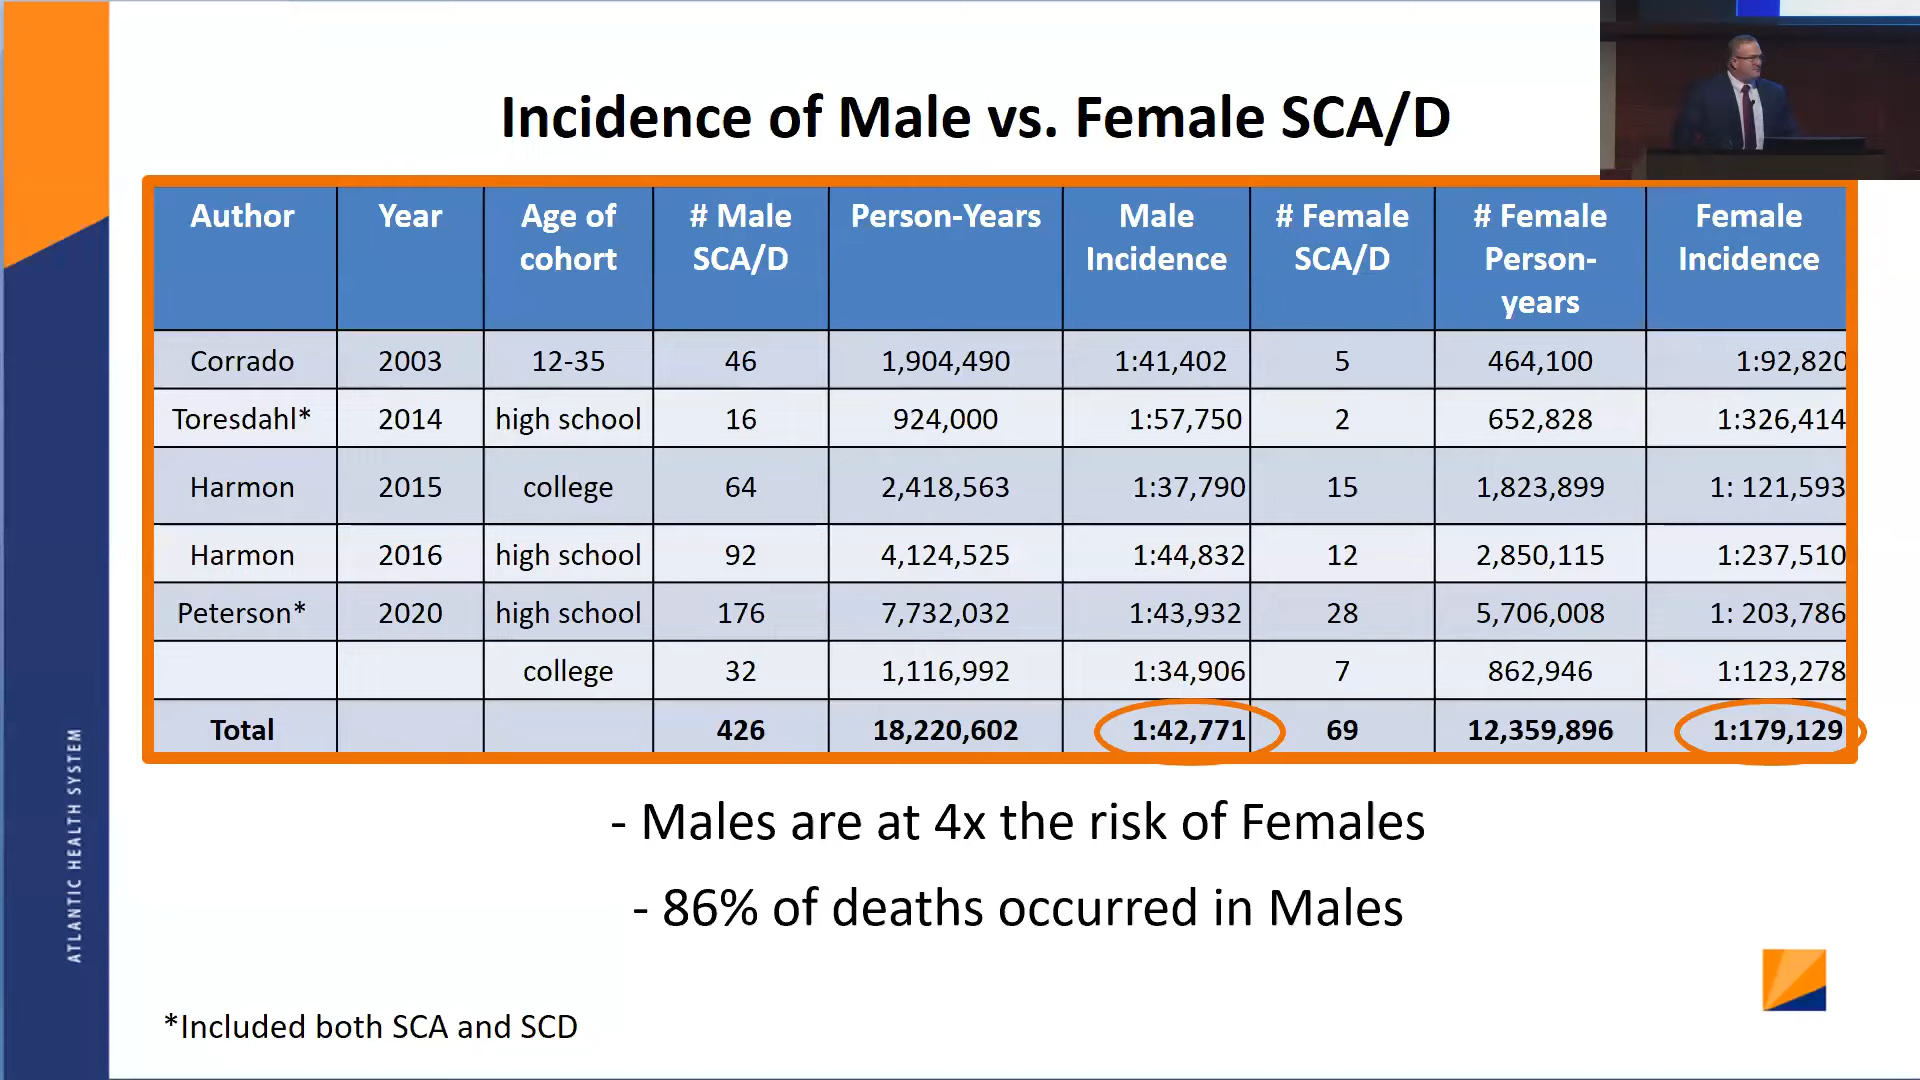 Incidence of Male vs. Female SCA/D
Author Year Age of cohort # Male SCA/D Person-Years Male Incidence # Female SCA/D # Female Person-years Female Incidence
Corrado 2003 12-35 46 1,904,490 1:41,402 5 464,100 1:92,820
Toresdahl* 2014 high school 16 924,000 1:57,750 2 652,828 1:326,414
Harmon 2015 college 64 2,418,563 1:37,790 15 1,823,899 1: 121,593
Harmon 2016 high school 92 4,124,525 1:44,832 12 2,850,115 1:237,510
Peterson* 2020 high school 176 7,732,032 1:43,932 28 5,706,008 1: 203,786
college 32 1,116,992 1:34,906 7 862,946 1:123,278
Total 426 18,220,602 1:42,771 69 12,359,896 1:179,129
- Males are at 4x the risk of Females
- 86% of deaths occurred in Males
*Included both SCA and SCD
ATLANTIC HEALTH SYSTEM